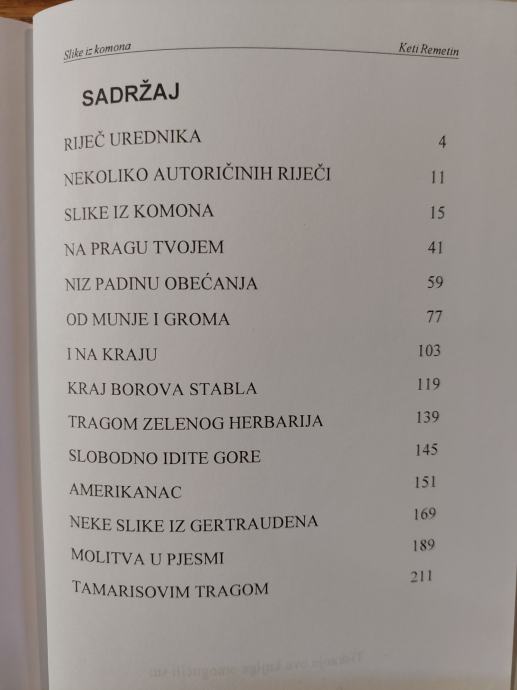 Slike iz komona Keti Remetin
SADRŽAJ
RIJEČ UREDNIKA 4
NEKOLIKO AUTORIČINIH RIJEČI 11
SLIKE IZ KOMONA 15
NA PRAGU TVOJEM 41
NIZ PADINU OBEĆANJA 59
OD MUNJE I GROMA 77
I NA KRAJU 103
KRAJ BOROVA STABLA 119
TRAGOM ZELENOG HERBARIJA 139
SLOBODNO IDITE GORE 145
AMERIKANAC 151
NEKE SLIKE IZ GERTRAUDENA 169
MOLITVA U PJESMI 189
TAMARISOVIM TRAGOM 211